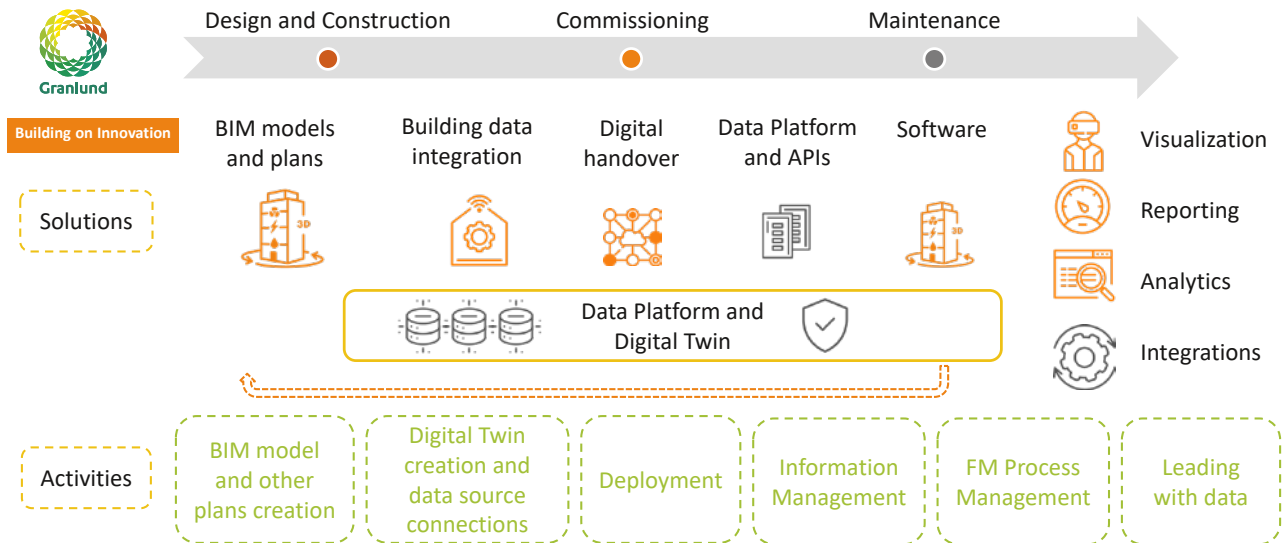 Design and Construction
Commissioning
Maintenance
Granlund
Building on Innovation
BIM models
and plans
Building data
integration
Digital
handover
Data Platform
and APIs
Software
Visualization
Solutions
3D
3D
Reporting
Analytics
Data Platform and
Digital Twin
Integrations
Activities
BIM model
and other
plans creation
Digital Twin
creation and
data source
connections
Deployment
Information
Management
FM Process
Management
Leading
with data